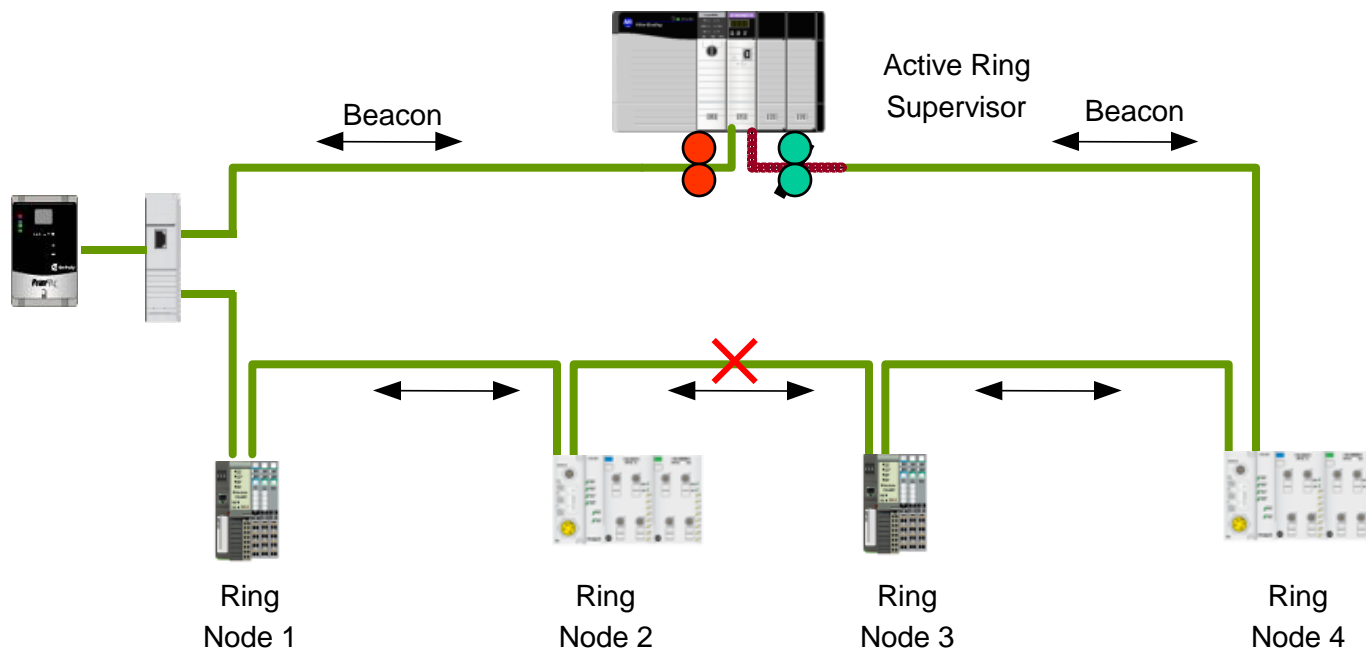 Active Ring
Supervisor
Beacon
Beacon
Ring
Node 1
Ring
Node 2
Ring
Node 3
Ring
Node 4